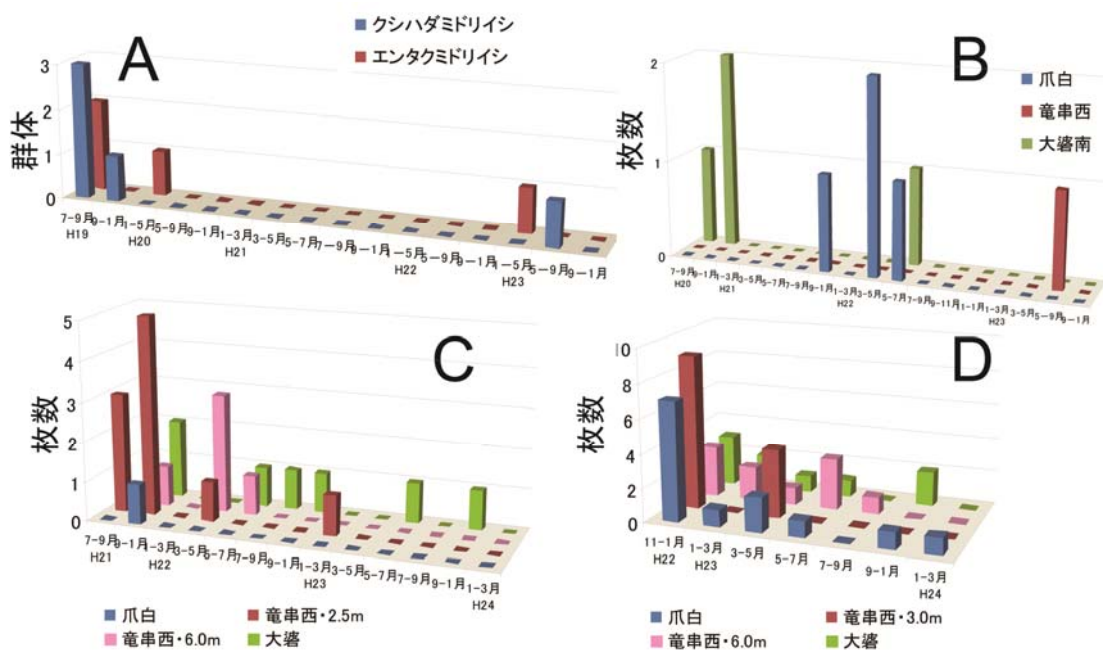 A
クシハダミドリイシ
エンタクミドリイシ
群体
3
2
1
0
7-9月 9-1月 1-5月 5-9月 9-1月 1-3月 3-5月 5-7月 7-9月 9-1月 1-5月 5-9月 9-1月 1-5月 5-9月 9-1月
H19 H20 H21 H22 H23
B
爪白
竜串西
大碆南
枚数
2
1
0
7-9月 9-1月 1-3月 3-5月 5-7月 7-9月 9-1月 1-3月 3-5月 5-7月 7-9月 9-11月 11-1月 1-3月 3-5月 5-9月 9-1月
H20 H21 H22 H23
C
枚数
5
4
3
2
1
0
7-9月 9-1月 1-3月 3-5月 5-7月 7-9月 9-1月 1-3月 3-5月 5-7月 7-9月 9-1月 1-3月
H21 H22 H23 H24
爪白 竜串西・2.5m
竜串西・6.0m 大碆
D
枚数
10
8
6
4
2
0
11-1月 1-3月 3-5月 5-7月 7-9月 9-1月 1-3月
H22 H23 H24
爪白 竜串西・3.0m
竜串西・6.0m 大碆